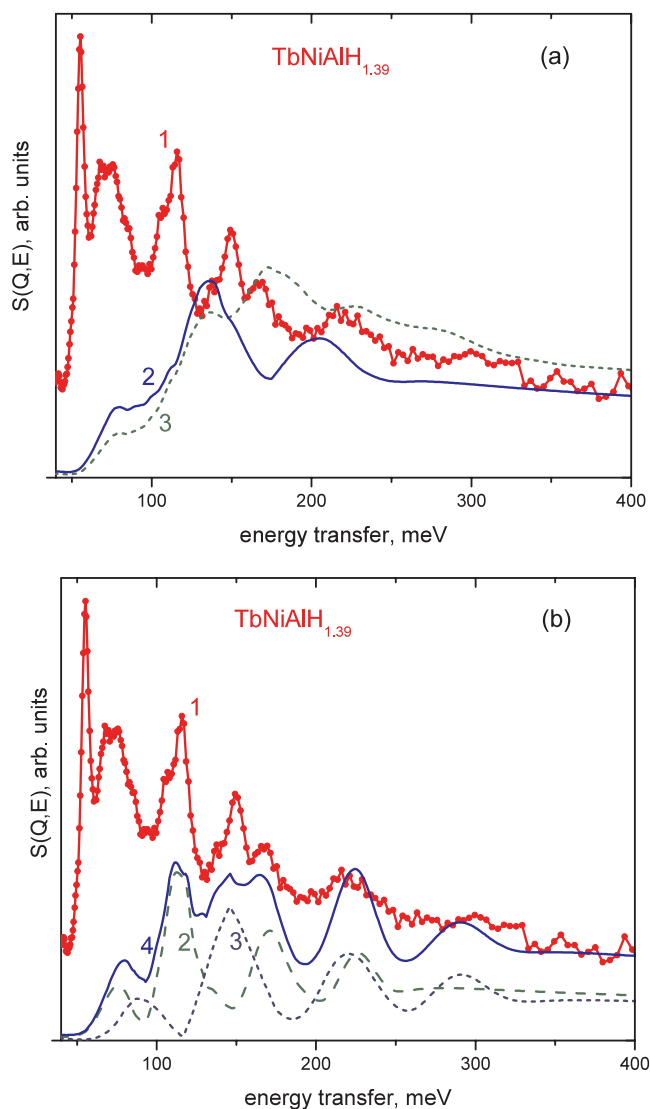 TbNiAlH1.39
(a)
1
2
3
S(Q,E), arb. units
100
200
300
400
energy transfer, meV
TbNiAlH1.39
(b)
1
4
2
3
S(Q,E), arb. units
100
200
300
400
energy transfer, meV